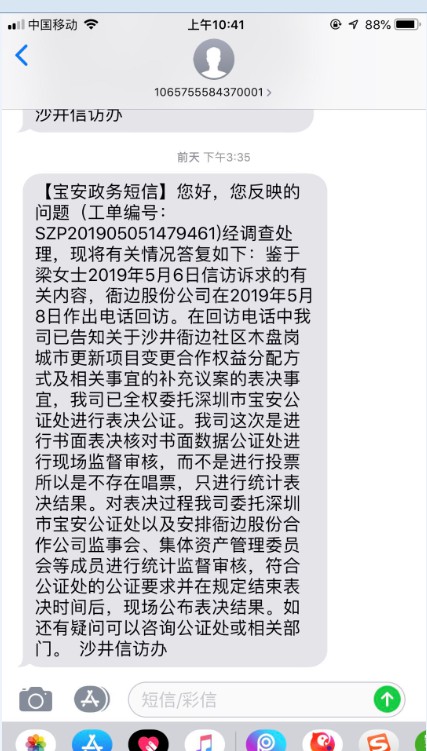 中国移动
上午10:41
88%
1065755584370001
沙井信访办
前天 下午3:35
【宝安政务短信】您好，您反映的
问题（工单编号：
SZP201905051479461)经调查处
理，现将有关情况答复如下：鉴于
梁女士2019年5月6日信访诉求的有
关内容，衙边股份公司在2019年5月
8日作出电话回访。在回访电话中我
司已告知关于沙井衙边社区木盘岗
城市更新项目变更合作权益分配方
式及相关事宜的补充议案的表决事
宜，我司已全权委托深圳市宝安公
证处进行表决公证。我司这次是进
行书面表决核对书面数据公证处进
行现场监督审核，而不是进行投票
所以是不存在唱票，只进行统计表
决结果。对表决过程我司委托深圳
市宝安公证处以及安排衙边股份合
作公司监事会、集体资产管理委员
会等成员进行统计监督审核，符合
公证处的公证要求并在规定结束表
决时间后，现场公布表决结果。如
还有疑问可以咨询公证处或相关部
门。 沙井信访办
短信/彩信